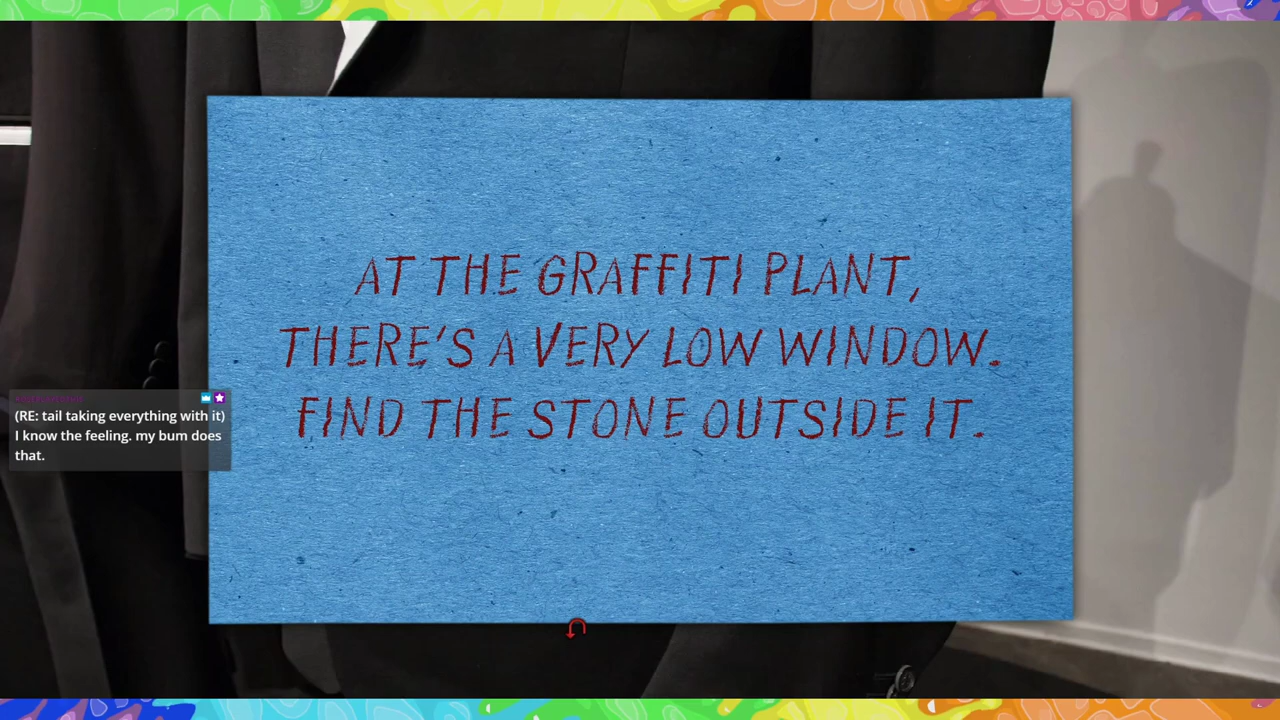 AT THE GRAFFITI PLANT,
THERE'S A VERY LOW WINDOW.
FIND THE STONE OUTSIDE IT.
(RE: tail taking everything with it)
I know the feeling. my bum does
that.